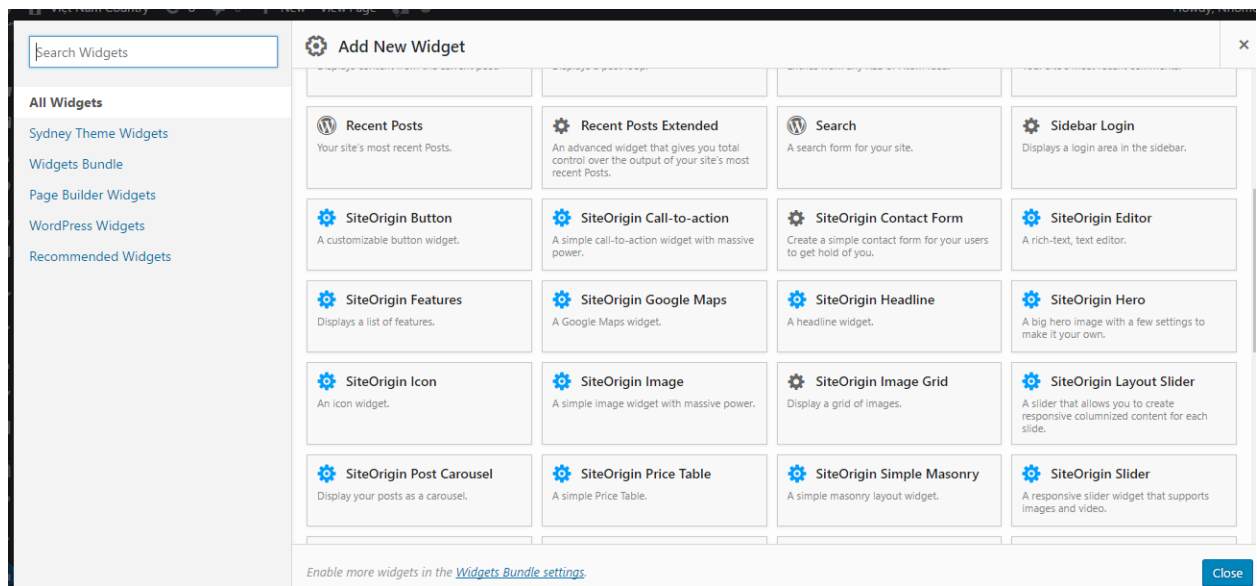 Việt Nam Country
New
View Page
Howdy,
Search Widgets
Add New Widget
All Widgets
Sydney Theme Widgets
Widgets Bundle
Page Builder Widgets
WordPress Widgets
Recommended Widgets
Recent Posts
Your site's most recent Posts.
Recent Posts Extended
An advanced widget that gives you total
control over the output of your site's most
recent Posts.
Search
A search form for your site.
Sidebar Login
Displays a login area in the sidebar.
SiteOrigin Button
A customizable button widget.
SiteOrigin Call-to-action
A simple call-to-action widget with massive
power.
SiteOrigin Contact Form
Create a simple contact form for your users
to get hold of you.
SiteOrigin Editor
A rich-text, text editor.
SiteOrigin Features
Displays a list of features.
SiteOrigin Google Maps
A Google Maps widget.
SiteOrigin Headline
A headline widget.
SiteOrigin Hero
A big hero image with a few settings to
make it your own.
SiteOrigin Icon
An icon widget.
SiteOrigin Image
A simple image widget with massive power.
SiteOrigin Image Grid
Display a grid of images.
SiteOrigin Layout Slider
A slider that allows you to create
responsive columnized content for each
slide.
SiteOrigin Post Carousel
Display your posts as a carousel.
SiteOrigin Price Table
A simple Price Table.
SiteOrigin Simple Masonry
A simple masonry layout widget.
SiteOrigin Slider
A responsive slider widget that supports
images and video.
Enable more widgets in the Widgets Bundle settings.
Close